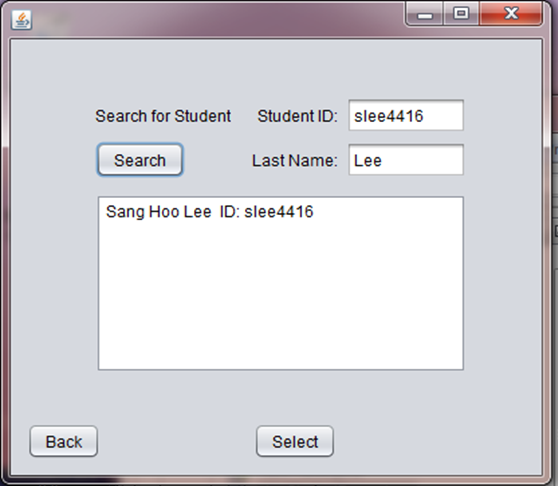 Search for Student Student ID: slee4416
Search Last Name: Lee
Sang Hoo Lee ID: slee4416
Back Select